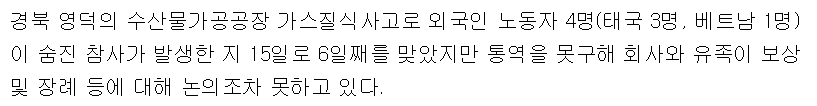 경북 영덕의 수산물가공공장 가스질식사고로 외국인 노동자 4명(태국 3명, 베트남 1명)
이 숨진 참사가 발생한 지 15일로 6일째를 맞았지만 통역을 못구해 회사와 유족이 보상
및 장례 등에 대해 논의조차 못하고 있다.